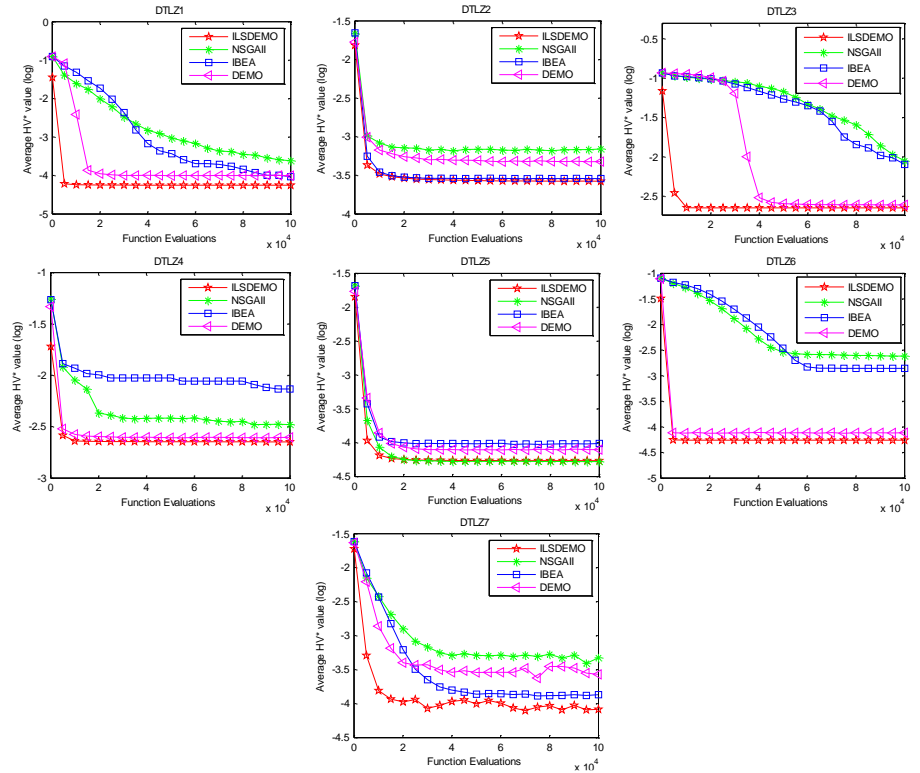 DTLZ1
0
-1
-2
-3
-4
-5
0
2
4
6
8
10
x 10^4
Average HV* value (log)
Function Evaluations
ILSDEMO
NSGAII
IBEA
DEMO
DTLZ2
-1.5
-2
-2.5
-3
-3.5
-4
0
2
4
6
8
10
x 10^4
Average HV* value (log)
Function Evaluations
ILSDEMO
NSGAII
IBEA
DEMO
DTLZ3
-0.5
-1
-1.5
-2
-2.5
0
2
4
6
8
10
x 10^4
Average HV* value (log)
Function Evaluations
ILSDEMO
NSGAII
IBEA
DEMO
DTLZ4
-1
-1.5
-2
-2.5
-3
0
2
4
6
8
10
x 10^4
Average HV* value (log)
Function Evaluations
ILSDEMO
NSGAII
IBEA
DEMO
DTLZ5
-1.5
-2
-2.5
-3
-3.5
-4
-4.5
0
2
4
6
8
10
x 10^4
Average HV* value (log)
Function Evaluations
ILSDEMO
NSGAII
IBEA
DEMO
DTLZ6
-1
-1.5
-2
-2.5
-3
-3.5
-4
-4.5
-5
0
2
4
6
8
10
x 10^4
Average HV* value (log)
Function Evaluations
ILSDEMO
NSGAII
IBEA
DEMO
DTLZ7
-1.5
-2
-2.5
-3
-3.5
-4
-4.5
0
2
4
6
8
10
x 10^4
Average HV* value (log)
Function Evaluations
ILSDEMO
NSGAII
IBEA
DEMO